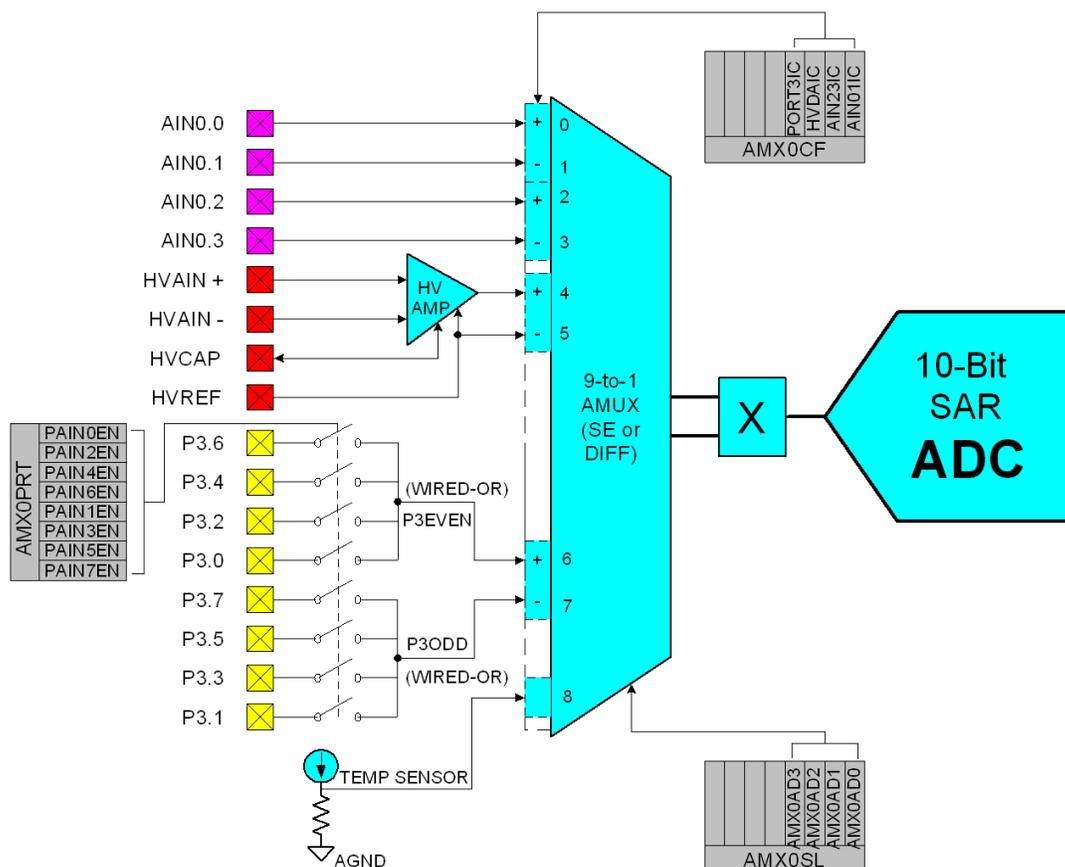 PORT3IC
HVDAIC
AIN23IC
AIN01IC
AMX0CF
AIN0.0
AIN0.1
AIN0.2
AIN0.3
HVAIN +
HVAIN -
HVCAP
HVREF
HV
AMP
+ 0
- 1
+ 2
- 3
+ 4
- 5
9-to-1
AMUX
(SE or
DIFF)
X
10-Bit
SAR
ADC
AMX0PRT
PAIN0EN
PAIN2EN
PAIN4EN
PAIN6EN
PAIN1EN
PAIN3EN
PAIN5EN
PAIN7EN
P3.6
P3.4
P3.2
P3.0
P3.7
P3.5
P3.3
P3.1
(WIRED-OR)
P3EVEN
+ 6
- 7
P3ODD
(WIRED-OR)
8
TEMP SENSOR
AGND
AMX0AD3
AMX0AD2
AMX0AD1
AMX0AD0
AMX0SL